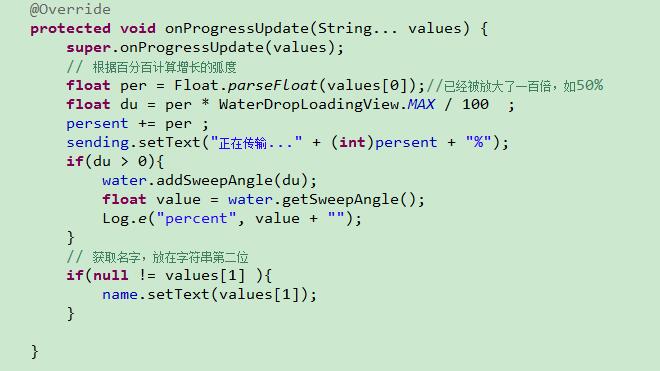 @Override
protected void onProgressUpdate(String... values) {
super.onProgressUpdate(values);
// 根据百分百计算增长的弧度
float per = Float.parseFloat(values[0]);//已经被放大了一百倍，如50%
float du = per * WaterDropLoadingView.MAX / 100  ;
persent += per ;
sending.setText("正在传输..." + (int)persent + "%");
if(du > 0){
water.addSweepAngle(du);
float value = water.getSweepAngle();
Log.e("percent", value + "");
}
// 获取名字，放在字符串第二位
if(null != values[1] ){
name.setText(values[1]);
}
}